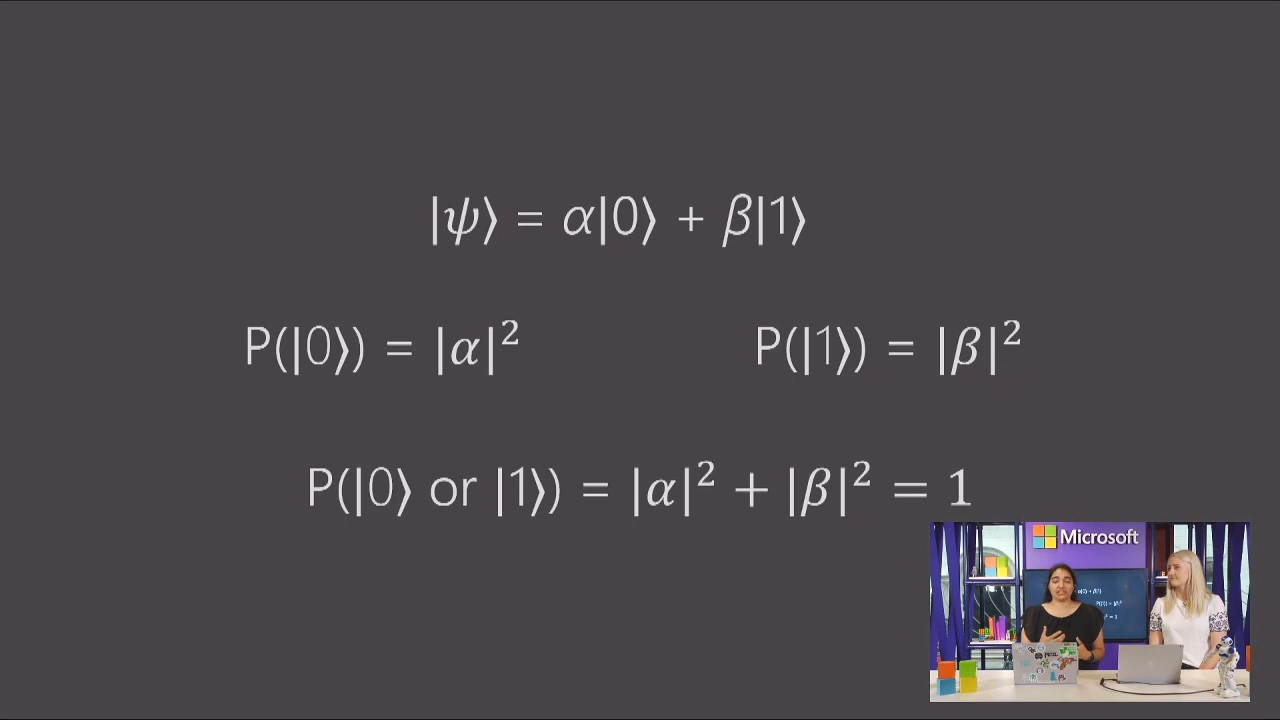 |ψ⟩ = α|0⟩ + β|1⟩
P(|0⟩) = |α|²
P(|1⟩) = |β|²
P(|0⟩ or |1⟩) = |α|² + |β|² = 1
Microsoft